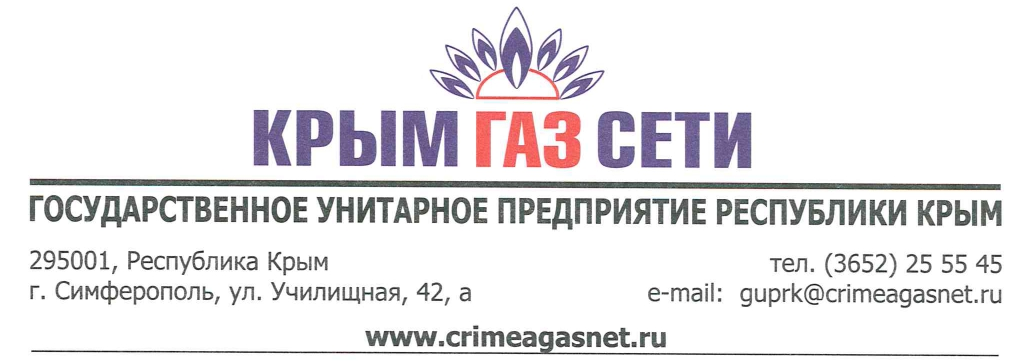 КРЫМ ГАЗ СЕТИ
ГОСУДАРСТВЕННОЕ УНИТАРНОЕ ПРЕДПРИЯТИЕ РЕСПУБЛИКИ КРЫМ
295001, Республика Крым тел. (3652) 25 55 45
г. Симферополь, ул. Училищная, 42, а e-mail: guprk@crimeagasnet.ru
www.crimeagasnet.ru